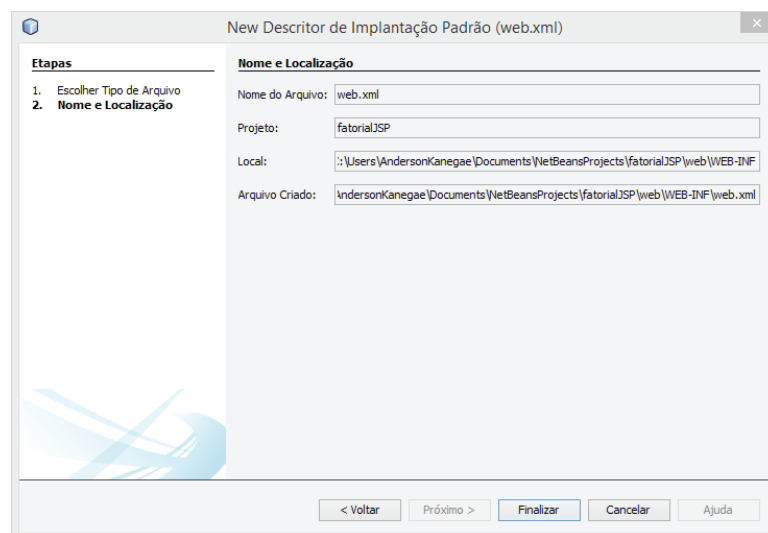 New Descritor de Implantação Padrão (web.xml)
Etapas
1. Escolher Tipo de Arquivo
2. Nome e Localização
Nome e Localização
Nome do Arquivo: web.xml
Projeto: fatorialJSP
Local: :\Users\AndersonKanegae\Documents\NetBeansProjects\fatorialJSP\web\WEB-INF
Arquivo Criado: AndersonKanegae\Documents\NetBeansProjects\fatorialJSP\web\WEB-INF\web.xml
< Voltar Próximo > Finalizar Cancelar Ajuda